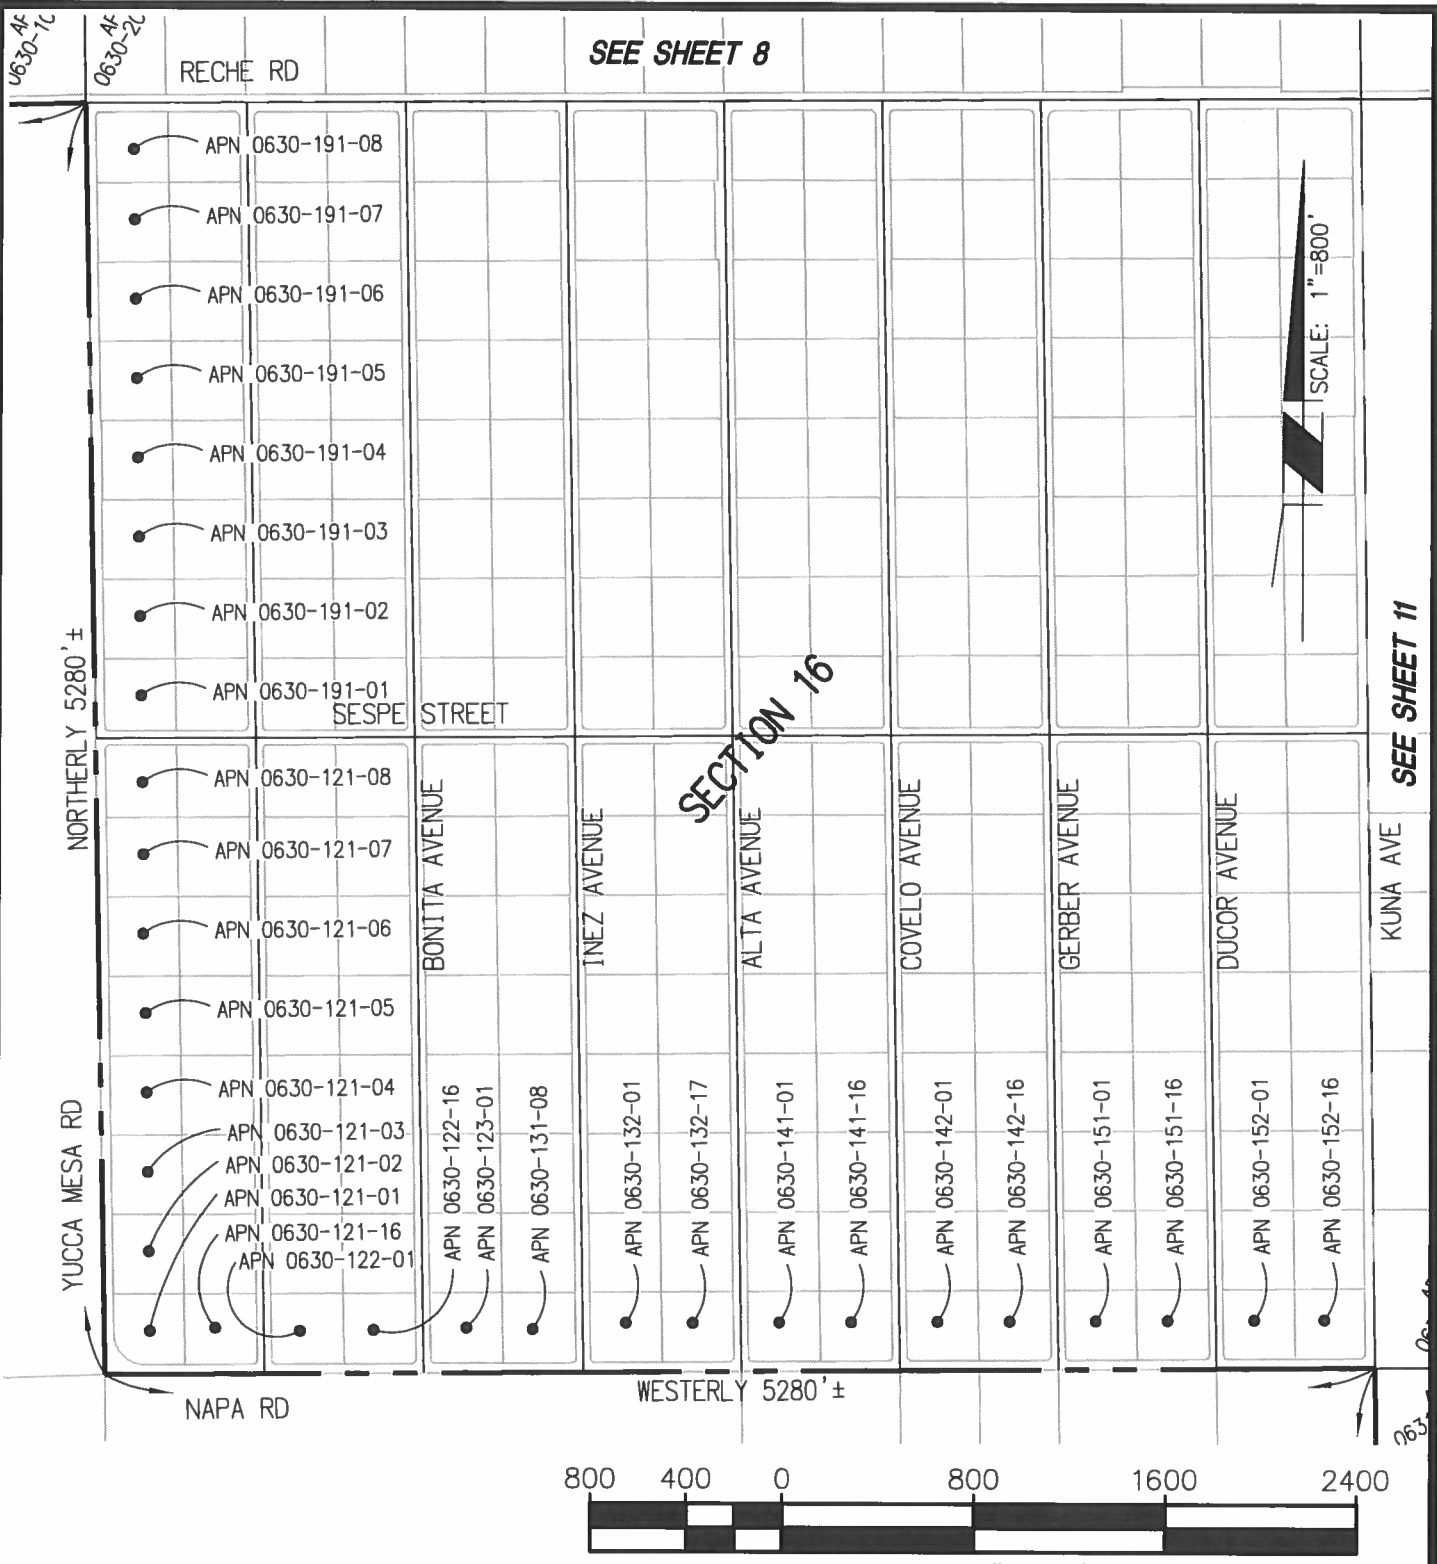 SEE SHEET 8
RECHE RD
APN 0630-191-08
APN 0630-191-07
APN 0630-191-06
APN 0630-191-05
APN 0630-191-04
APN 0630-191-03
APN 0630-191-02
APN 0630-191-01
SESPE STREET
SCALE: 1"=800'
NORTHERLY 5280'±
SECTION 16
SEE SHEET 11
APN 0630-121-08
APN 0630-121-07
APN 0630-121-06
APN 0630-121-05
APN 0630-121-04
APN 0630-121-03
APN 0630-121-02
APN 0630-121-01
APN 0630-121-16
APN 0630-122-01
BONITA AVENUE
INEZ AVENUE
ALTA AVENUE
COVELO AVENUE
GERBER AVENUE
DUCOR AVENUE
KUNA AVE
YUCCA MESA RD
APN 0630-122-16
APN 0630-123-01
APN 0630-131-08
APN 0630-132-01
APN 0630-132-17
APN 0630-141-01
APN 0630-141-16
APN 0630-142-01
APN 0630-142-16
APN 0630-151-01
APN 0630-151-16
APN 0630-152-01
APN 0630-152-16
WESTERLY 5280'±
NAPA RD
800 400 0 800 1600 2400